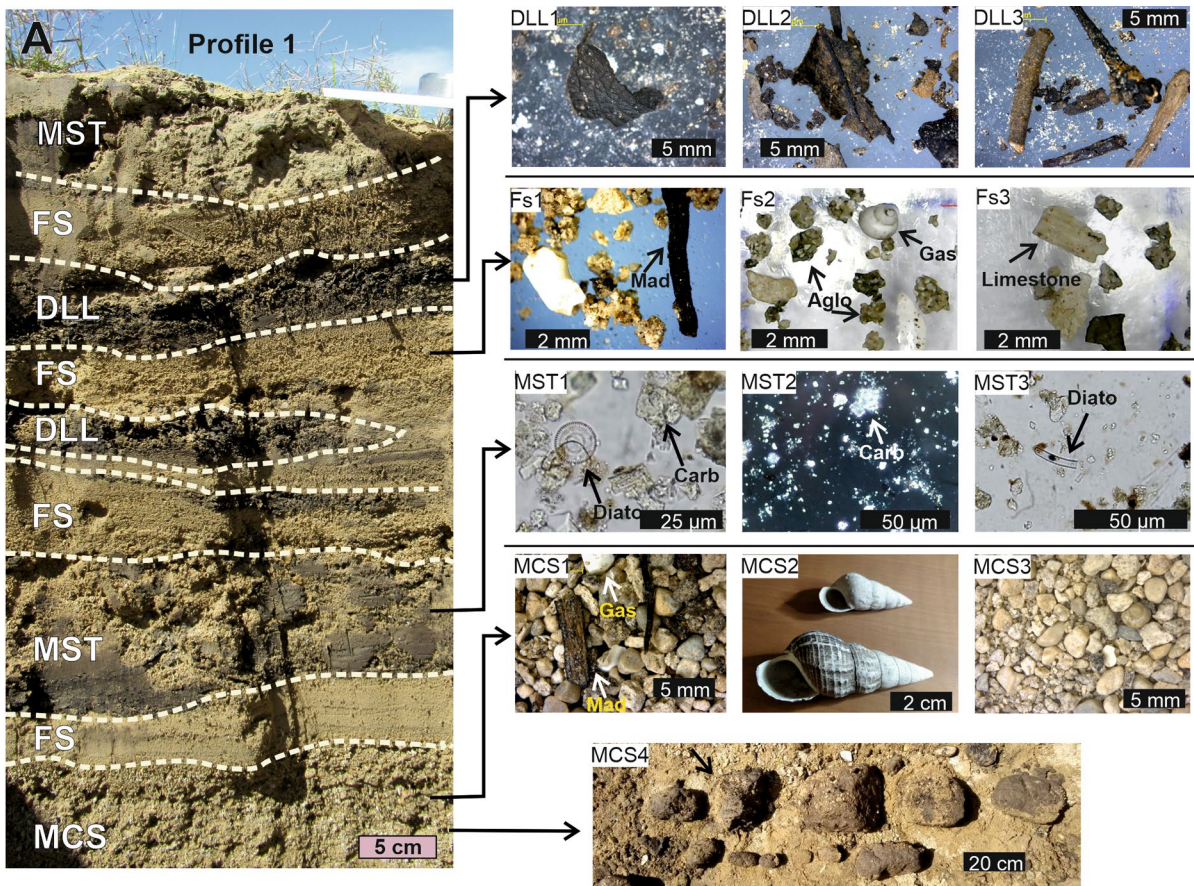 A
Profile 1
MST
FS
DLL
FS
DLL
FS
MST
FS
MCS
5 cm
DLL1
5 mm
DLL2
5 mm
DLL3
5 mm
Fs1
Mad
2 mm
Fs2
Gas
Aglo
2 mm
Fs3
Limestone
2 mm
MST1
Carb
Diato
25 µm
MST2
Carb
50 µm
MST3
Diato
50 µm
MCS1
Gas
Mad
5 mm
MCS2
2 cm
MCS3
5 mm
MCS4
20 cm